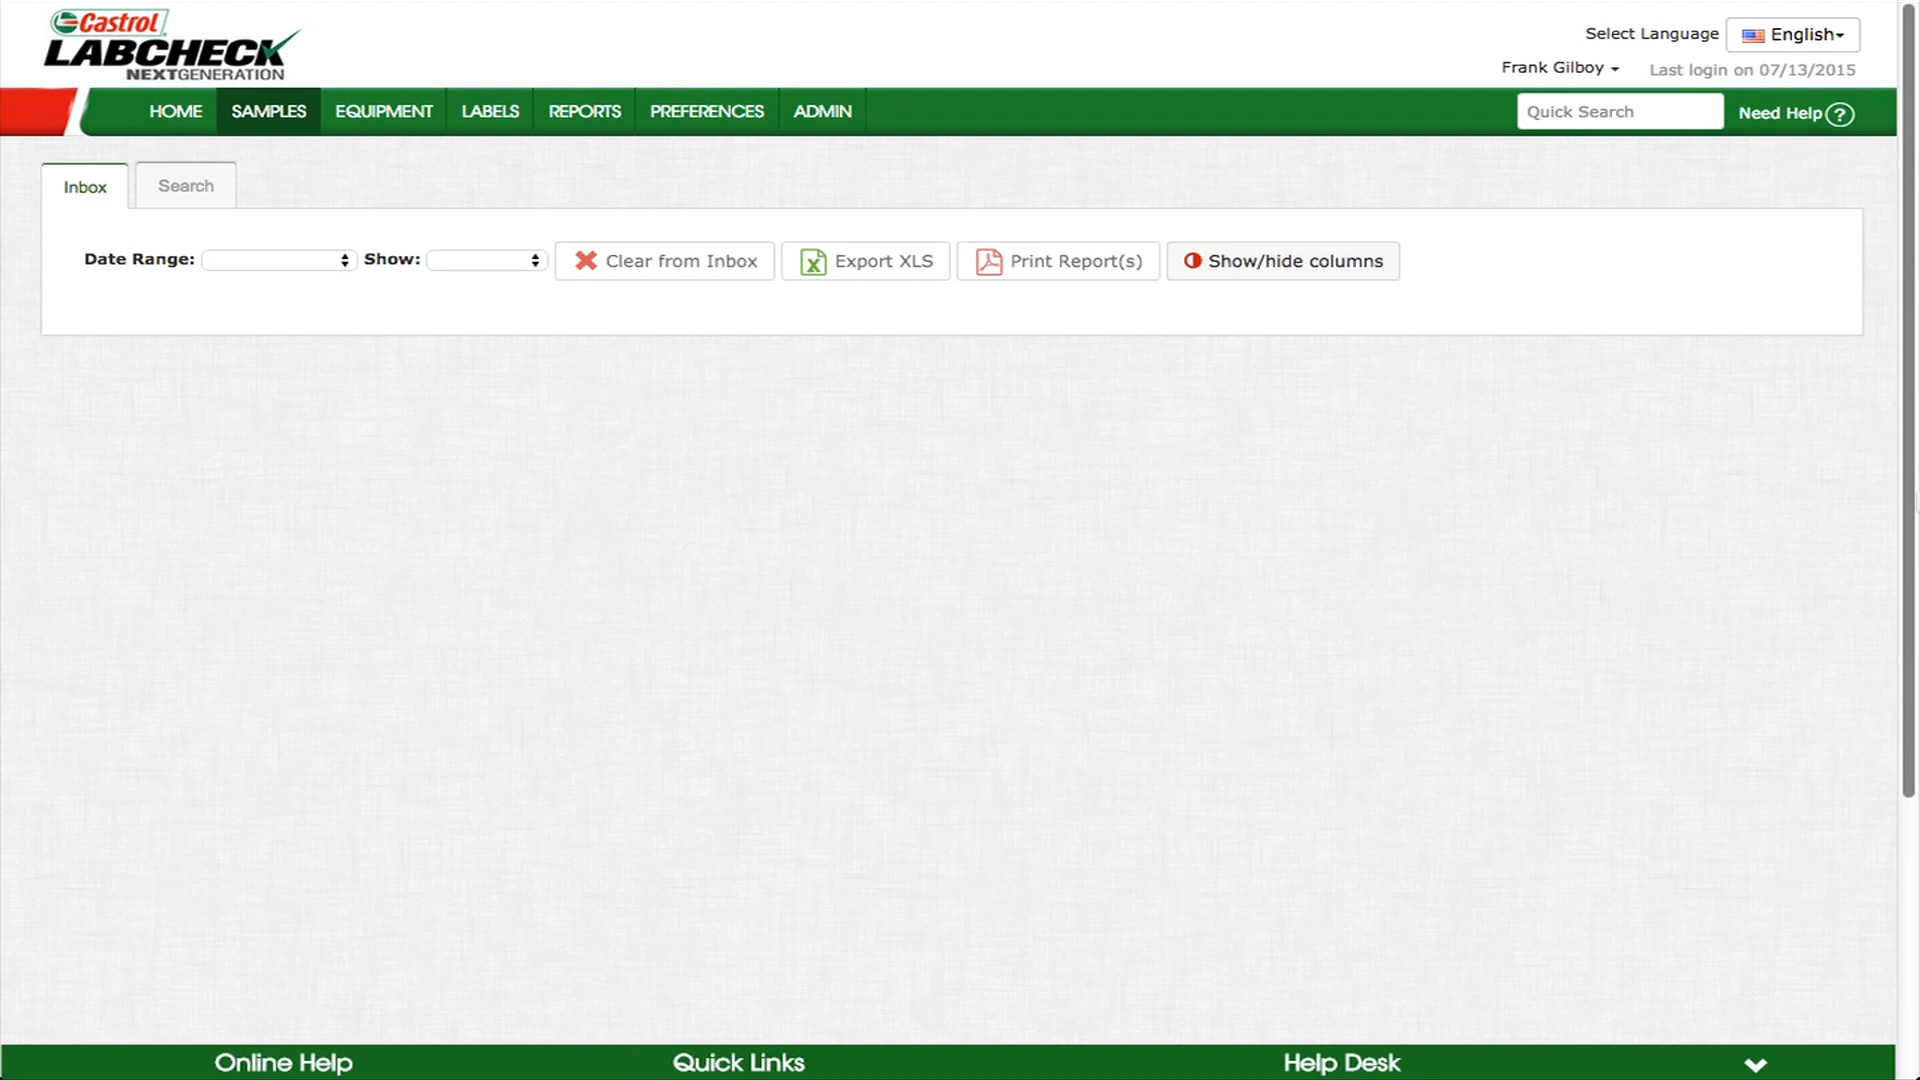 Castrol
LABCHECK
NEXTGENERATION
Select Language English
Frank Gilboy Last login on 07/13/2015
HOME SAMPLES EQUIPMENT LABELS REPORTS PREFERENCES ADMIN Quick Search Need Help ?
Inbox Search
Date Range: Show: Clear from Inbox Export XLS Print Report(s) Show/hide columns
Online Help Quick Links Help Desk